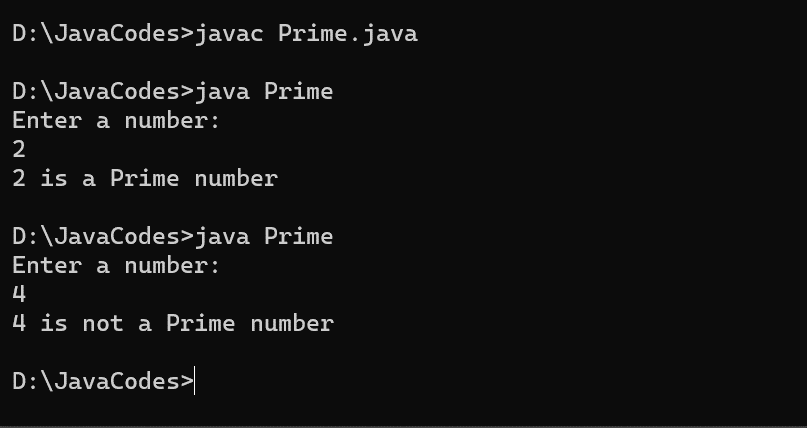 D:\JavaCodes>javac Prime.java
D:\JavaCodes>java Prime
Enter a number:
2
2 is a Prime number
D:\JavaCodes>java Prime
Enter a number:
4
4 is not a Prime number
D:\JavaCodes>